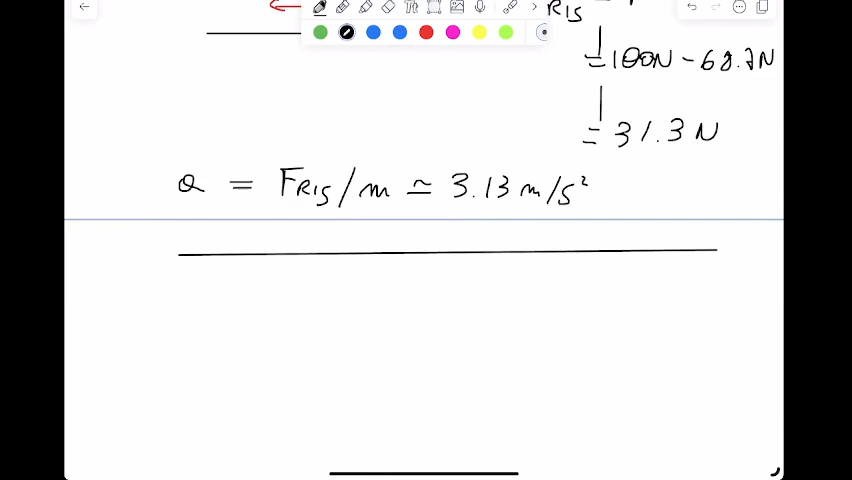 RIS
= 100N - 68.7N
= 31.3 N
a = FRIS/m ≃ 3.13 m/s²